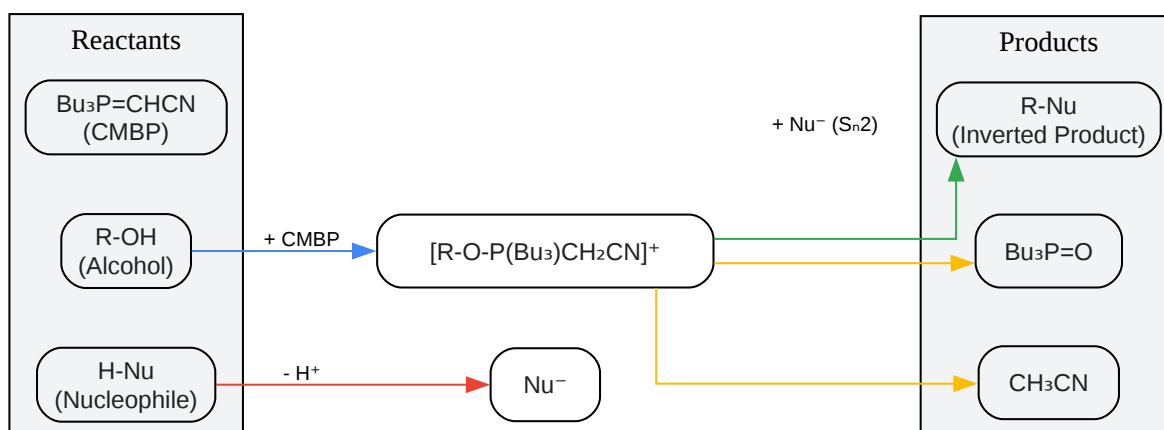 Reactants
Bu₃P=CHCN
(CMBP)
R-OH
(Alcohol)
H-Nu
(Nucleophile)
+ CMBP
- H⁺
[R-O-P(Bu₃)CH₂CN]⁺
Nu⁻
+ Nu⁻ (Sₙ2)
Products
R-Nu
(Inverted Product)
Bu₃P=O
CH₃CN